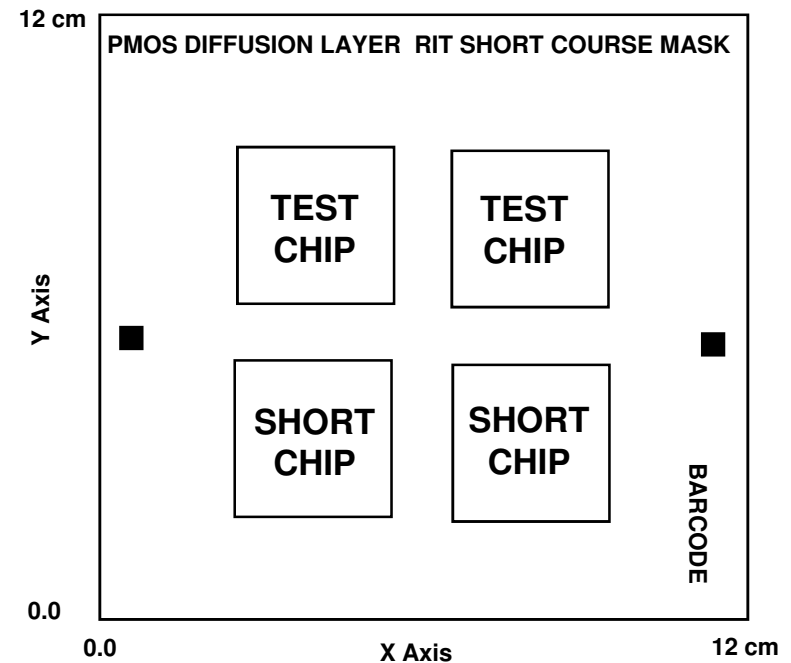 12 cm
PMOS DIFFUSION LAYER RIT SHORT COURSE MASK
TEST
CHIP
TEST
CHIP
Y Axis
SHORT
CHIP
SHORT
CHIP
BARCODE
0.0
0.0
X Axis
12 cm